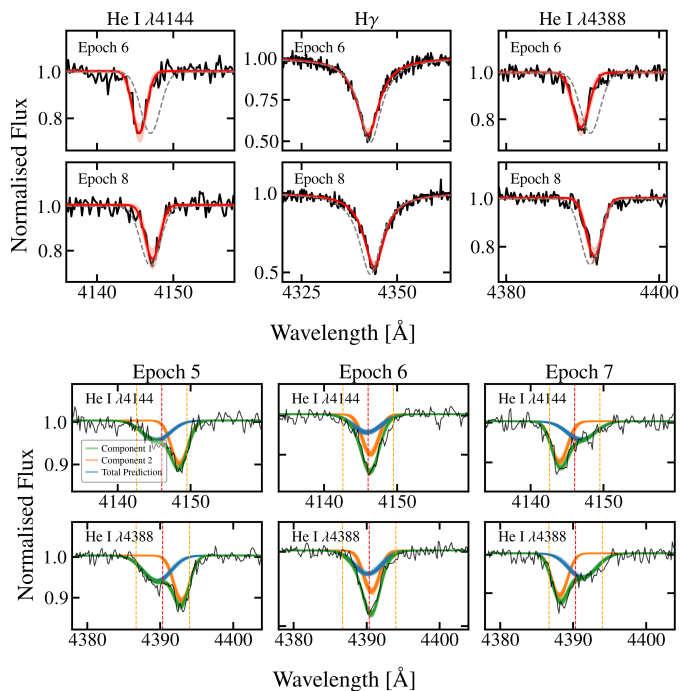 He I λ4144 Hγ He I λ4388
Epoch 6 Epoch 6 Epoch 6
1.0 0.8 1.00 0.75 0.50 1.0 0.8
Epoch 8 Epoch 8 Epoch 8
1.0 0.8 1.0 0.5 1.0 0.8
Normalised Flux
4140 4150 4320 4350 4380 4400
Wavelength [Å]
Epoch 5 Epoch 6 Epoch 7
He I λ4144 He I λ4144 He I λ4144
1.0 0.9
Component 1
Component 2
Total Prediction
4140 4150 4140 4150 4140 4150
He I λ4388 He I λ4388 He I λ4388
1.0 0.9
Normalised Flux
4380 4390 4400 4380 4390 4400 4380 4390 4400
Wavelength [Å]